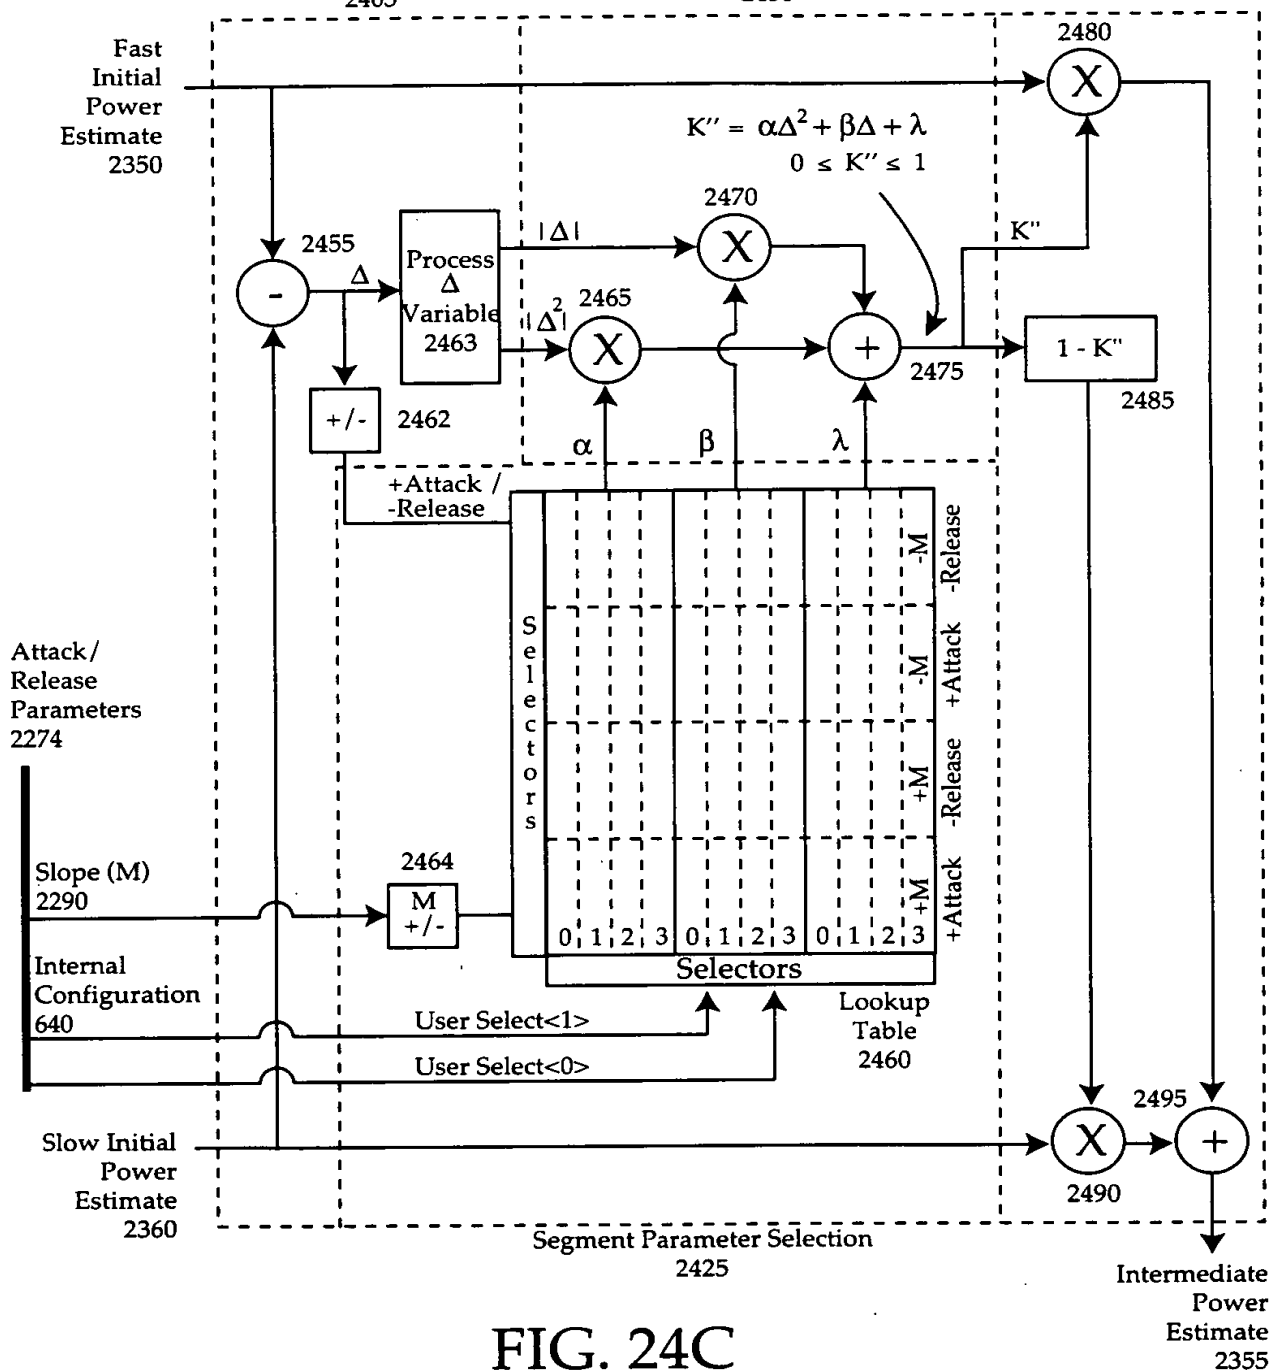 2480
Fast
Initial
Power
Estimate
2350
X
K'' = αΔ² + βΔ + λ
0 ≤ K'' ≤ 1
2470
2455
|Δ|
X
K''
-
Δ
Process
Δ
Variable
2463
2465
|Δ²|
X
+
2475
1 - K''
2485
+/-
2462
α
β
λ
+Attack /
-Release
Selectors
-M
-Release
-M
+Attack
+M
-Release
+M
+Attack
0 1 2 3 0 1 2 3 0 1 2 3
Selectors
Lookup
Table
2460
Attack/
Release
Parameters
2274
Slope (M)
2290
2464
M
+/-
Internal
Configuration
640
User Select<1>
User Select<0>
Slow Initial
Power
Estimate
2360
X
2490
2495
+
Segment Parameter Selection
2425
Intermediate
Power
Estimate
2355
FIG. 24C